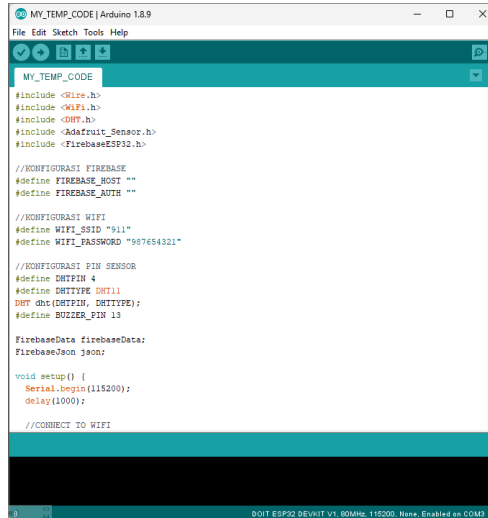 MY_TEMP_CODE | Arduino 1.8.9
File Edit Sketch Tools Help
MY_TEMP_CODE
#include <Wire.h>
#include <WiFi.h>
#include <DHT.h>
#include <Adafruit_Sensor.h>
#include <FirebaseESP32.h>
//KONFIGURASI FIREBASE
#define FIREBASE_HOST ""
#define FIREBASE_AUTH ""
//KONFIGURASI WIFI
#define WIFI_SSID "911"
#define WIFI_PASSWORD "987654321"
//KONFIGURASI PIN SENSOR
#define DHTPIN 4
#define DHTTYPE DHT11
DHT dht(DHTPIN, DHTTYPE);
#define BUZZER_PIN 13
FirebaseData firebaseData;
FirebaseJson json;
void setup() {
Serial.begin(115200);
delay(1000);
//CONNECT TO WIFI
DOIT ESP32 DEVKIT V1, 80MHz, 115200, None, Enabled on COM3